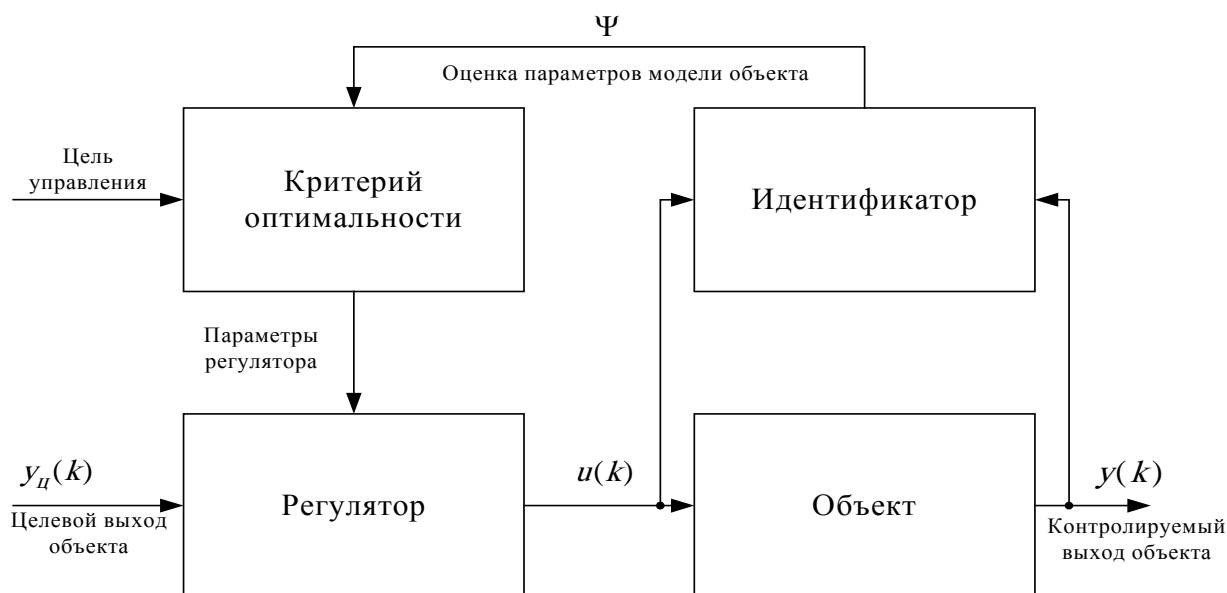 Ψ
Оценка параметров модели объекта
Цель
управления
Критерий
оптимальности
Идентификатор
Параметры
регулятора
yц(k)
Целевой выход
объекта
Регулятор
u(k)
Объект
y(k)
Контролируемый
выход объекта